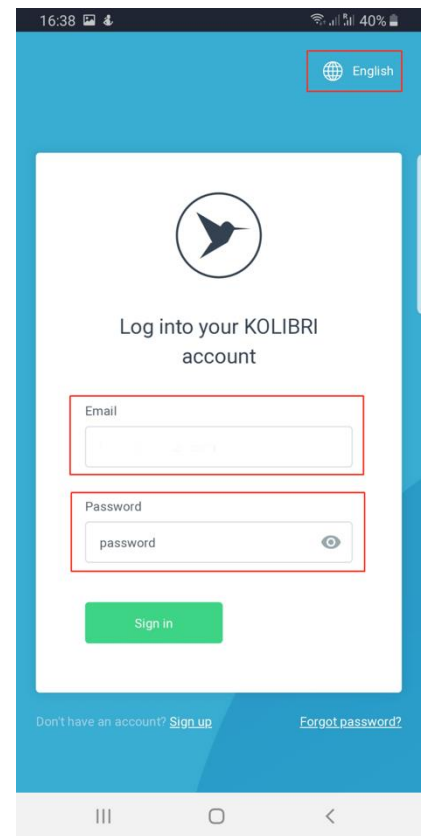 16:38 40%
English
Log into your KOLIBRI
account
Email
Password
password
Sign in
Don't have an account? Sign up Forgot password?